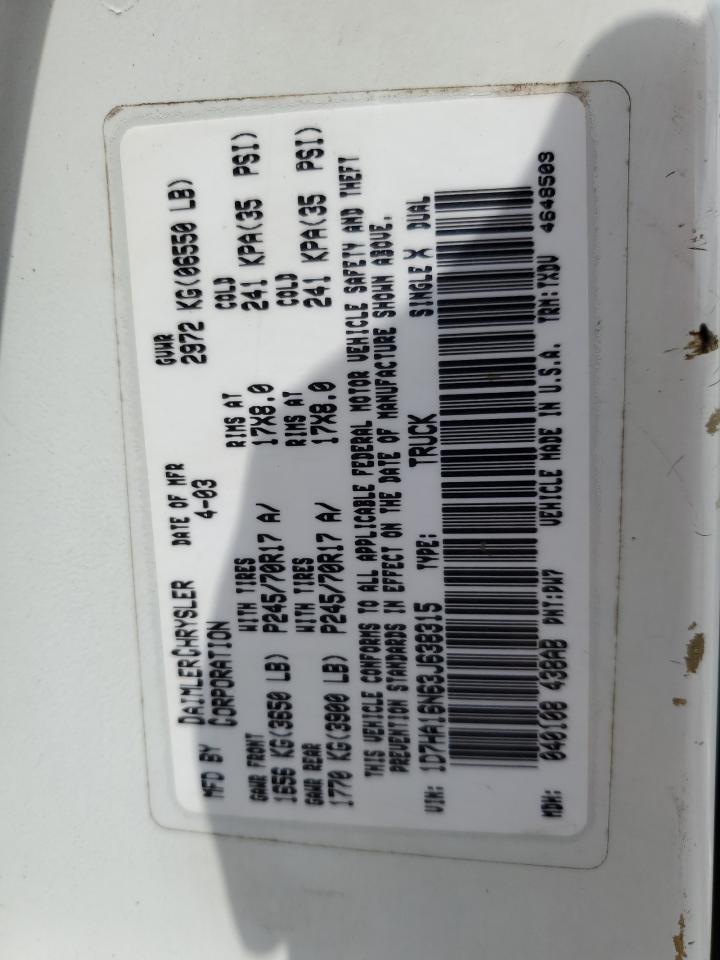 MFD BY DAIMLERCHRYSLER CORPORATION DATE OF MFR 4-03 GVWR 2972 KG(06550 LB)
GAWR FRONT WITH TIRES RIMS AT COLD
1656 KG(3650 LB) P245/70R17 A/ 17X8.0 241 KPA(35 PSI)
GAWR REAR WITH TIRES RIMS AT COLD
1770 KG(3900 LB) P245/70R17 A/ 17X8.0 241 KPA(35 PSI)
THIS VEHICLE CONFORMS TO ALL APPLICABLE FEDERAL MOTOR VEHICLE SAFETY AND THEFT
PREVENTION STANDARDS IN EFFECT ON THE DATE OF MANUFACTURE SHOWN ABOVE.
VIN: 1D7HA16N63J638315 TYPE: TRUCK SINGLE X DUAL
MDH: 040108 438AB PNT:PW7 VEHICLE MADE IN U.S.A. TRM:TXDV 4648509